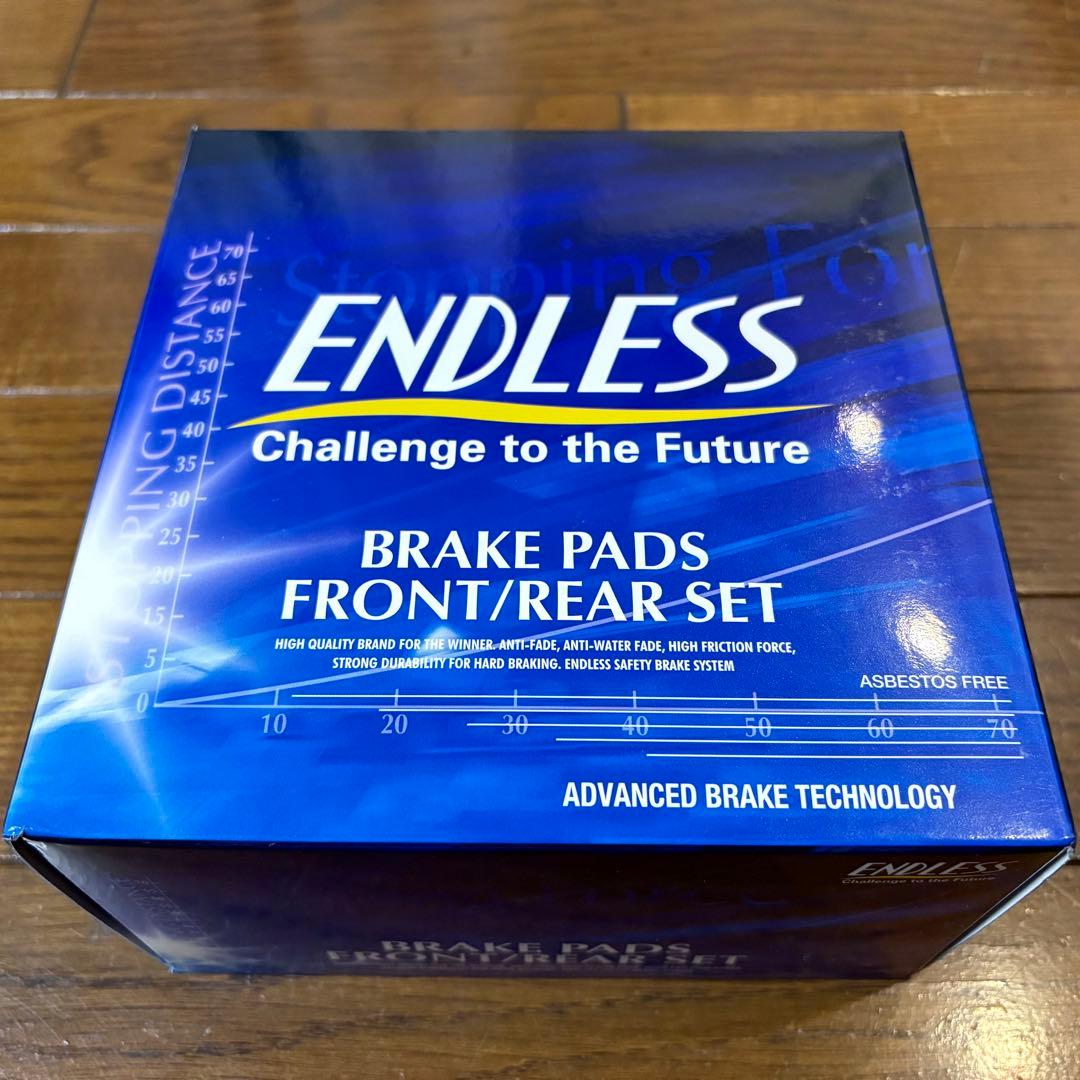 Stopping For
STOPPING DISTANCE
70
65
60
55
50
45
40
35
30
25
20
15
5
0
ENDLESS
Challenge to the Future
BRAKE PADS
FRONT/REAR SET
HIGH QUALITY BRAND FOR THE WINNER. ANTI-FADE, ANTI-WATER FADE, HIGH FRICTION FORCE,
STRONG DURABILITY FOR HARD BRAKING. ENDLESS SAFETY BRAKE SYSTEM
ASBESTOS FREE
10 20 30 40 50 60 70
ADVANCED BRAKE TECHNOLOGY
ENDLESS
Challenge to the Future
BRAKE PADS
FRONT/REAR SET